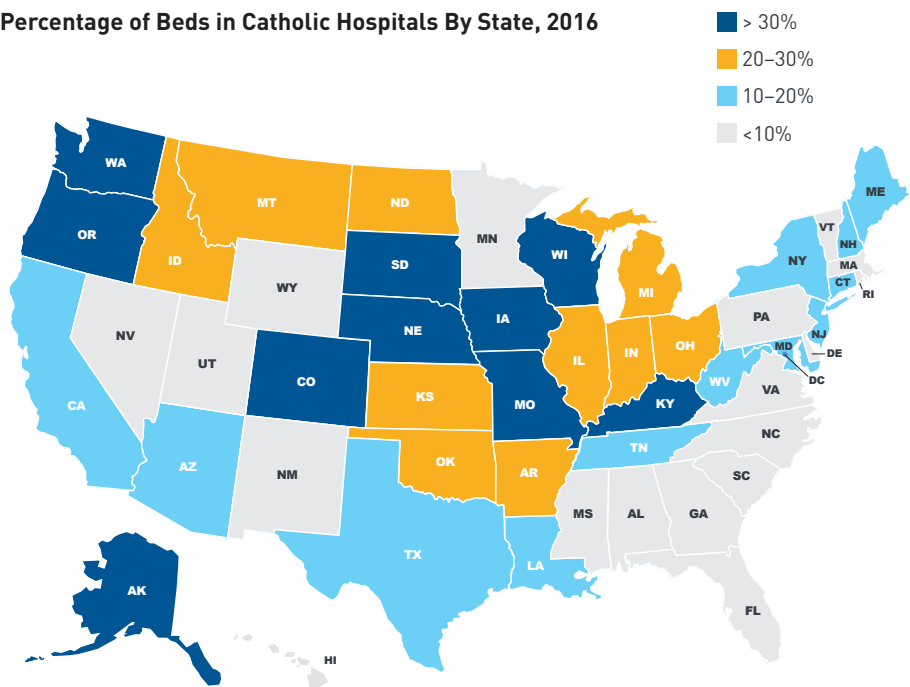 Percentage of Beds in Catholic Hospitals By State, 2016
> 30%
20–30%
10–20%
<10%
WA
OR
MT
ID
ND
MN
SD
WI
MI
WY
NE
IA
NV
UT
CO
KS
MO
IL
IN
OH
KY
CA
AZ
NM
OK
AR
TN
TX
LA
MS
AL
GA
SC
NC
VA
WV
FL
PA
NY
ME
VT
NH
MA
CT
RI
NJ
MD
DE
DC
AK
HI